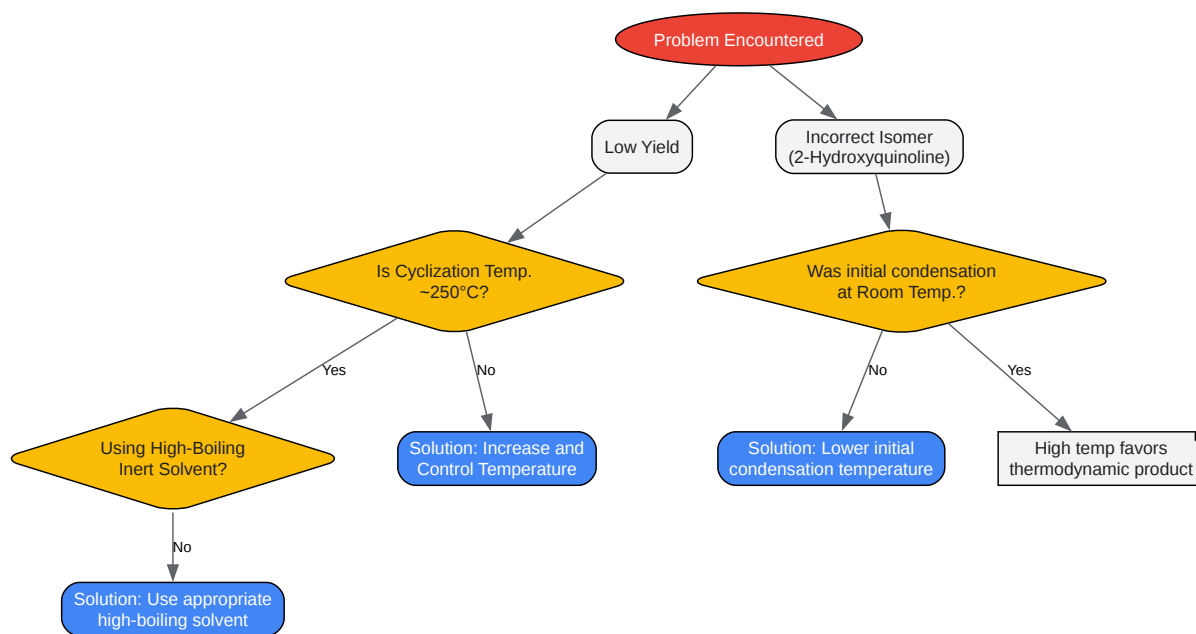 Problem Encountered
Low Yield
Incorrect Isomer
(2-Hydroxyquinoline)
Is Cyclization Temp.
~250°C?
Was initial condensation
at Room Temp.?
Yes
No
No
Yes
Using High-Boiling
Inert Solvent?
Solution: Increase and
Control Temperature
Solution: Lower initial
condensation temperature
High temp favors
thermodynamic product
No
Solution: Use appropriate
high-boiling solvent